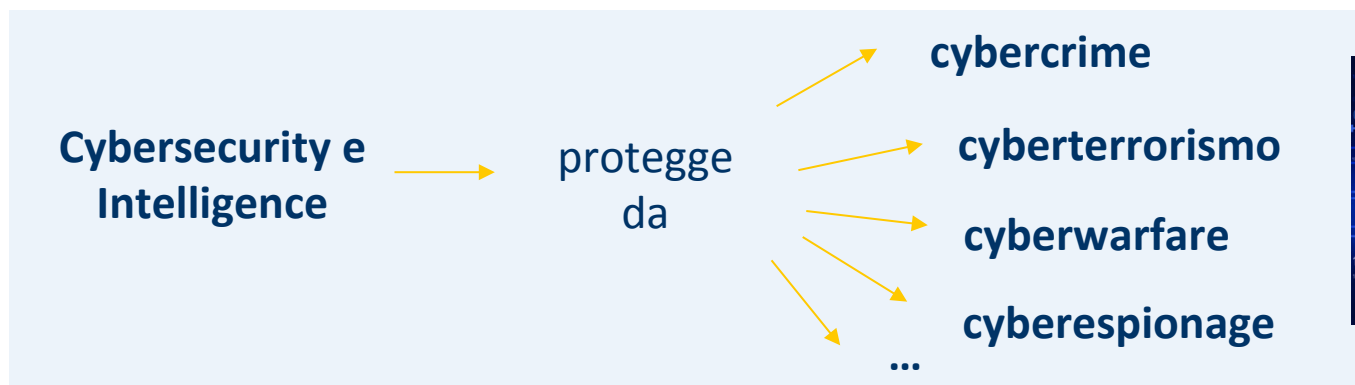 Cybersecurity e
Intelligence
protegge
da
cybercrime
cyberterrorismo
cyberwarfare
cyberespionage
...